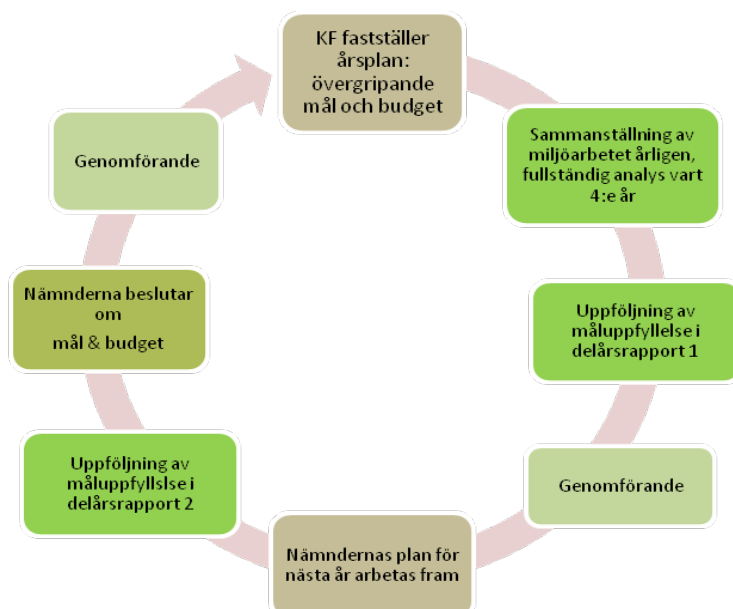 KF fastställer
årsplan:
övergripande
mål och budget
Sammanställning av
miljöarbetet årligen,
fullständig analys vart
4:e år
Uppföljning av
måluppfyllelse i
delårsrapport 1
Genomförande
Nämndernas plan för
nästa år arbetas fram
Uppföljning av
måluppfyllslse i
delårsrapport 2
Nämnderna beslutar
om
mål & budget
Genomförande